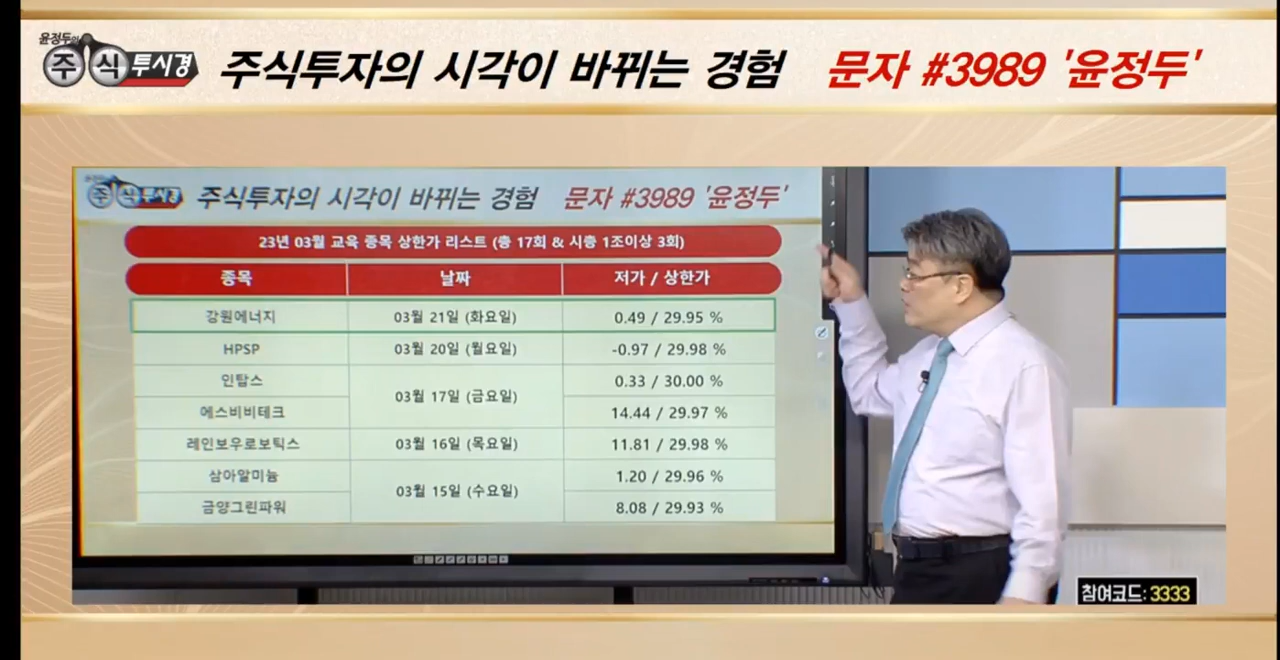 윤정두의
주식투시경
주식투자의 시각이 바뀌는 경험 문자 #3989 '윤정두'
주식투시경
주식투자의 시각이 바뀌는 경험 문자 #3989 '윤정두'
23년 03월 교육 종목 상한가 리스트 (총 17회 & 시총 1조이상 3회)
종목 날짜 저가 / 상한가
강원에너지 03월 21일 (화요일) 0.49 / 29.95 %
HPSP 03월 20일 (월요일) -0.97 / 29.98 %
인탑스 03월 17일 (금요일) 0.33 / 30.00 %
에스비비테크 14.44 / 29.97 %
레인보우로보틱스 03월 16일 (목요일) 11.81 / 29.98 %
삼아알미늄 03월 15일 (수요일) 1.20 / 29.96 %
금양그린파워 8.08 / 29.93 %
참여코드: 3333